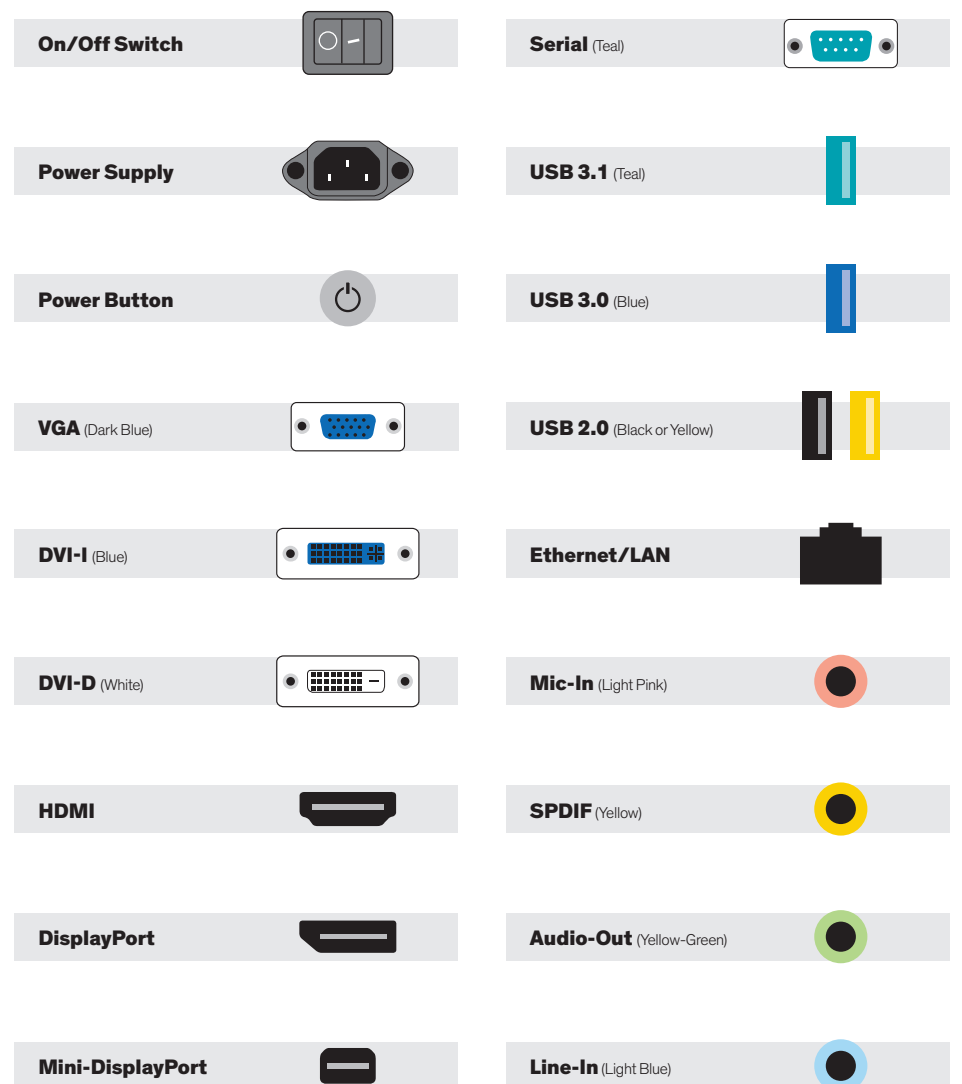 On/Off Switch
Power Supply
Power Button
VGA (Dark Blue)
DVI-I (Blue)
DVI-D (White)
HDMI
DisplayPort
Mini-DisplayPort
Serial (Teal)
USB 3.1 (Teal)
USB 3.0 (Blue)
USB 2.0 (Black or Yellow)
Ethernet/LAN
Mic-In (Light Pink)
SPDIF (Yellow)
Audio-Out (Yellow-Green)
Line-In (Light Blue)